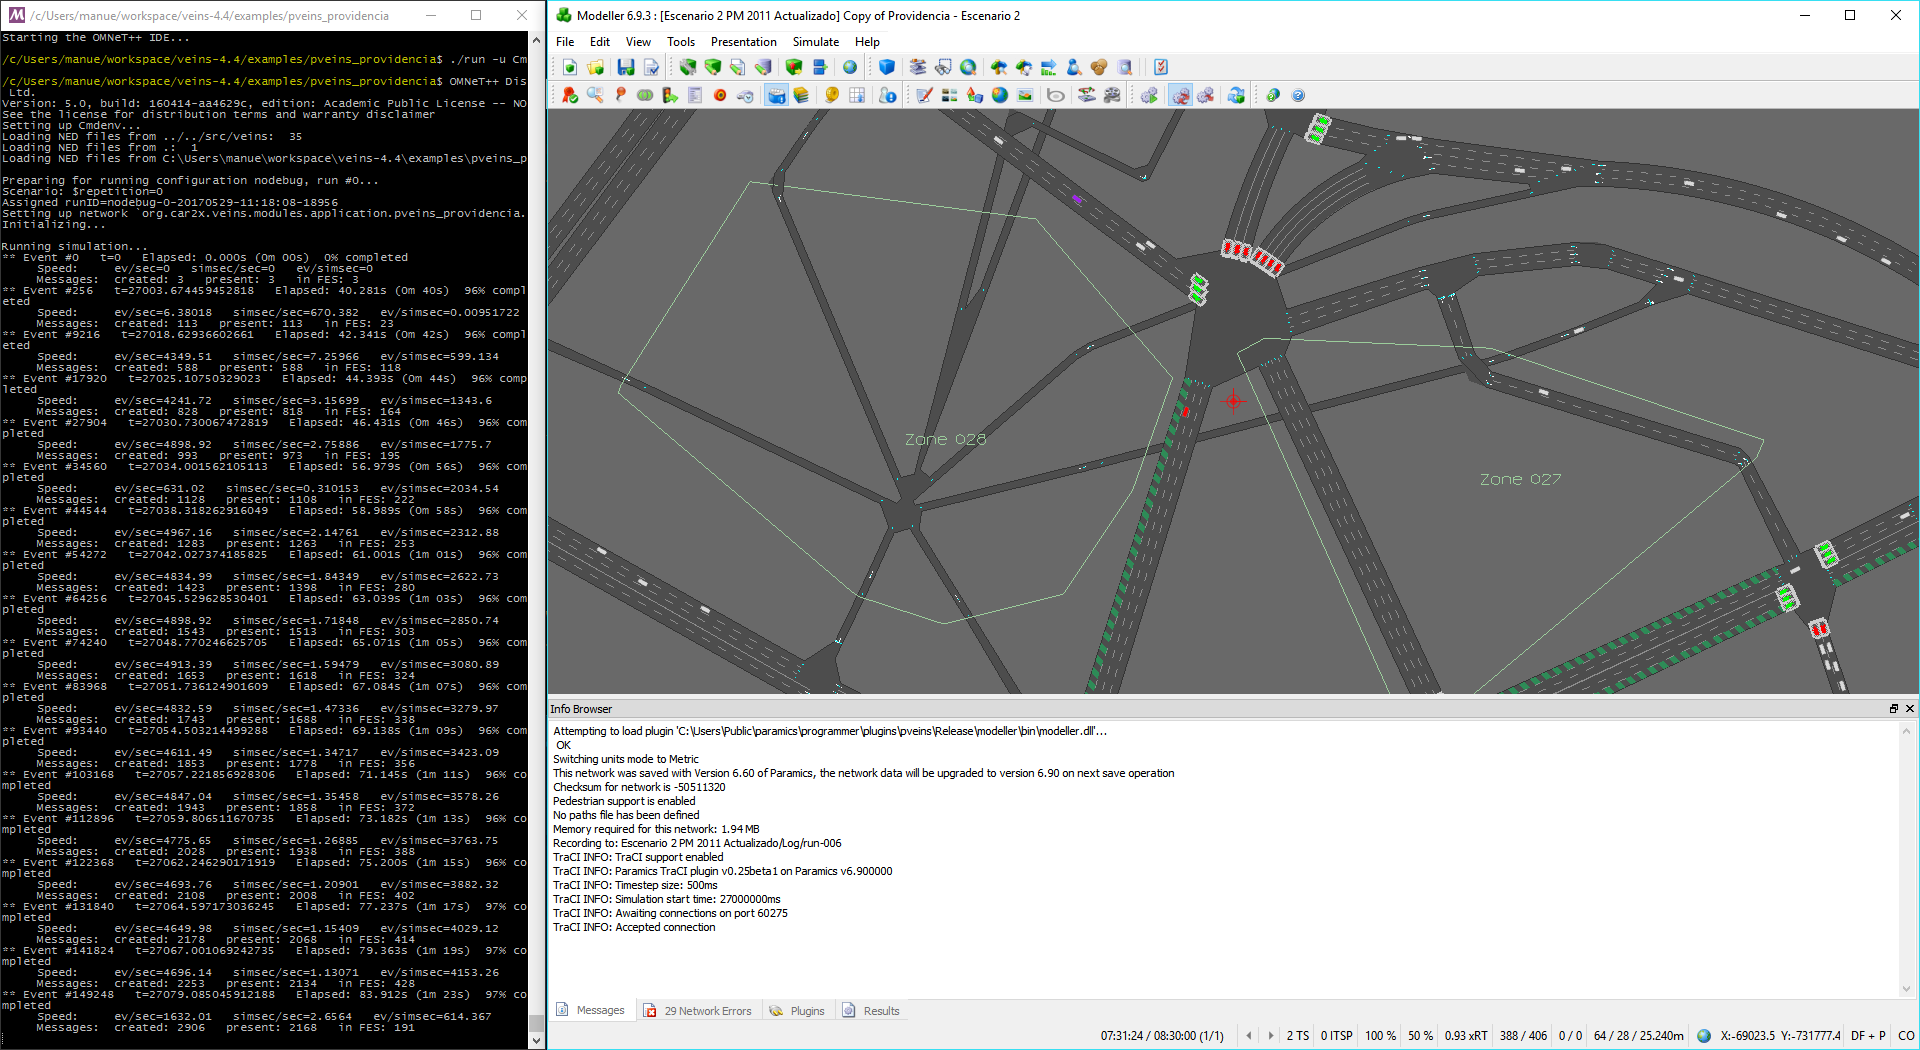 /c/Users/manue/workspace/veins-4.4/examples/pveins_providencia
Starting the OMNeT++ IDE...
/c/Users/manue/workspace/veins-4.4/examples/pveins_providencia$ ./run -u Cm
/c/Users/manue/workspace/veins-4.4/examples/pveins_providencia$ OMNeT++ Dis
Ltd.
Version: 5.0, build: 160414-aa4629c, edition: Academic Public License -- NO
See the license for distribution terms and warranty disclaimer
Setting up Cmdenv...
Loading NED files from ../../src/veins:  35
Loading NED files from .:  1
Loading NED files from C:\Users\manue\workspace\veins-4.4\examples\pveins_p
Preparing for running configuration nodebug, run #0...
Scenario: $repetition=0
Assigned runID=nodebug-0-20170529-11:18:08-18956
Setting up network `org.car2x.veins.modules.application.pveins_providencia.
Initializing...
Running simulation...
** Event #0   t=0   Elapsed: 0.000s (0m 00s)  0% completed
Speed:     ev/sec=0   simsec/sec=0   ev/simsec=0
Messages:  created: 3   present: 3   in FES: 3
** Event #256   t=27003.674459452818   Elapsed: 40.281s (0m 40s)  96% compl
eted
Speed:     ev/sec=6.38018   simsec/sec=670.382   ev/simsec=0.00951722
Messages:  created: 113   present: 113   in FES: 23
** Event #9216   t=27018.62936602661   Elapsed: 42.341s (0m 42s)  96% compl
eted
Speed:     ev/sec=4349.51   simsec/sec=7.25966   ev/simsec=599.134
Messages:  created: 588   present: 588   in FES: 118
** Event #17920   t=27025.10750329023   Elapsed: 44.393s (0m 44s)  96% comp
leted
Speed:     ev/sec=4241.72   simsec/sec=3.15699   ev/simsec=1343.6
Messages:  created: 828   present: 818   in FES: 164
** Event #27904   t=27030.730067472819   Elapsed: 46.431s (0m 46s)  96% com
pleted
Speed:     ev/sec=4898.92   simsec/sec=2.75886   ev/simsec=1775.7
Messages:  created: 993   present: 973   in FES: 195
** Event #34560   t=27034.001562105113   Elapsed: 56.979s (0m 56s)  96% com
pleted
Speed:     ev/sec=631.02   simsec/sec=0.310153   ev/simsec=2034.54
Messages:  created: 1128   present: 1108   in FES: 222
** Event #44544   t=27038.318262916049   Elapsed: 58.989s (0m 58s)  96% com
pleted
Speed:     ev/sec=4967.16   simsec/sec=2.14761   ev/simsec=2312.88
Messages:  created: 1283   present: 1263   in FES: 253
** Event #54272   t=27042.027374185825   Elapsed: 61.001s (1m 01s)  96% com
pleted
Speed:     ev/sec=4834.99   simsec/sec=1.84349   ev/simsec=2622.73
Messages:  created: 1423   present: 1398   in FES: 280
** Event #64256   t=27045.529628530401   Elapsed: 63.039s (1m 03s)  96% com
pleted
Speed:     ev/sec=4898.92   simsec/sec=1.71848   ev/simsec=2850.74
Messages:  created: 1543   present: 1513   in FES: 303
** Event #74240   t=27048.770246625705   Elapsed: 65.071s (1m 05s)  96% com
pleted
Speed:     ev/sec=4913.39   simsec/sec=1.59479   ev/simsec=3080.89
Messages:  created: 1653   present: 1618   in FES: 324
** Event #83968   t=27051.736124901609   Elapsed: 67.084s (1m 07s)  96% com
pleted
Speed:     ev/sec=4832.59   simsec/sec=1.47336   ev/simsec=3279.97
Messages:  created: 1743   present: 1688   in FES: 338
** Event #93440   t=27054.503214499288   Elapsed: 69.138s (1m 09s)  96% com
pleted
Speed:     ev/sec=4611.49   simsec/sec=1.34717   ev/simsec=3423.09
Messages:  created: 1853   present: 1778   in FES: 356
** Event #103168   t=27057.221856928306   Elapsed: 71.145s (1m 11s)  96% co
mpleted
Speed:     ev/sec=4847.04   simsec/sec=1.35458   ev/simsec=3578.26
Messages:  created: 1943   present: 1858   in FES: 372
** Event #112896   t=27059.806511670735   Elapsed: 73.182s (1m 13s)  96% co
mpleted
Speed:     ev/sec=4775.65   simsec/sec=1.26885   ev/simsec=3763.75
Messages:  created: 2028   present: 1938   in FES: 388
** Event #122368   t=27062.246290171919   Elapsed: 75.200s (1m 15s)  96% co
mpleted
Speed:     ev/sec=4693.76   simsec/sec=1.20901   ev/simsec=3882.32
Messages:  created: 2108   present: 2008   in FES: 402
** Event #131840   t=27064.597173036245   Elapsed: 77.237s (1m 17s)  97% co
mpleted
Speed:     ev/sec=4649.98   simsec/sec=1.15409   ev/simsec=4029.12
Messages:  created: 2178   present: 2068   in FES: 414
** Event #141824   t=27067.001069242735   Elapsed: 79.363s (1m 19s)  97% co
mpleted
Speed:     ev/sec=4696.14   simsec/sec=1.13071   ev/simsec=4153.26
Messages:  created: 2253   present: 2134   in FES: 428
** Event #149248   t=27079.085045912188   Elapsed: 83.912s (1m 23s)  97% co
mpleted
Speed:     ev/sec=1632.01   simsec/sec=2.6564   ev/simsec=614.367
Messages:  created: 2906   present: 2168   in FES: 191
Modeller 6.9.3 : [Escenario 2 PM 2011 Actualizado] Copy of Providencia - Escenario 2
File Edit View Tools Presentation Simulate Help
Zone 028
Zone 027
Info Browser
Attempting to load plugin 'C:\Users\Public\paramics\programmer\plugins\pveins\Release\modeller\bin\modeller.dll'...
OK
Switching units mode to Metric
This network was saved with Version 6.60 of Paramics, the network data will be upgraded to version 6.90 on next save operation
Checksum for network is -50511320
Pedestrian support is enabled
No paths file has been defined
Memory required for this network: 1.94 MB
Recording to: Escenario 2 PM 2011 Actualizado/Log/run-006
TraCI INFO: TraCI support enabled
TraCI INFO: Paramics TraCI plugin v0.25beta1 on Paramics v6.900000
TraCI INFO: Timestep size: 500ms
TraCI INFO: Simulation start time: 27000000ms
TraCI INFO: Awaiting connections on port 60275
TraCI INFO: Accepted connection
Messages 29 Network Errors Plugins Results
07:31:24 / 08:30:00 (1/1) 2 TS 0 ITSP 100 % 50 % 0.93 xRT 388 / 406 0 / 0 64 / 28 / 25.240m X:-69023.5 Y:-731777.4 DF + P CO